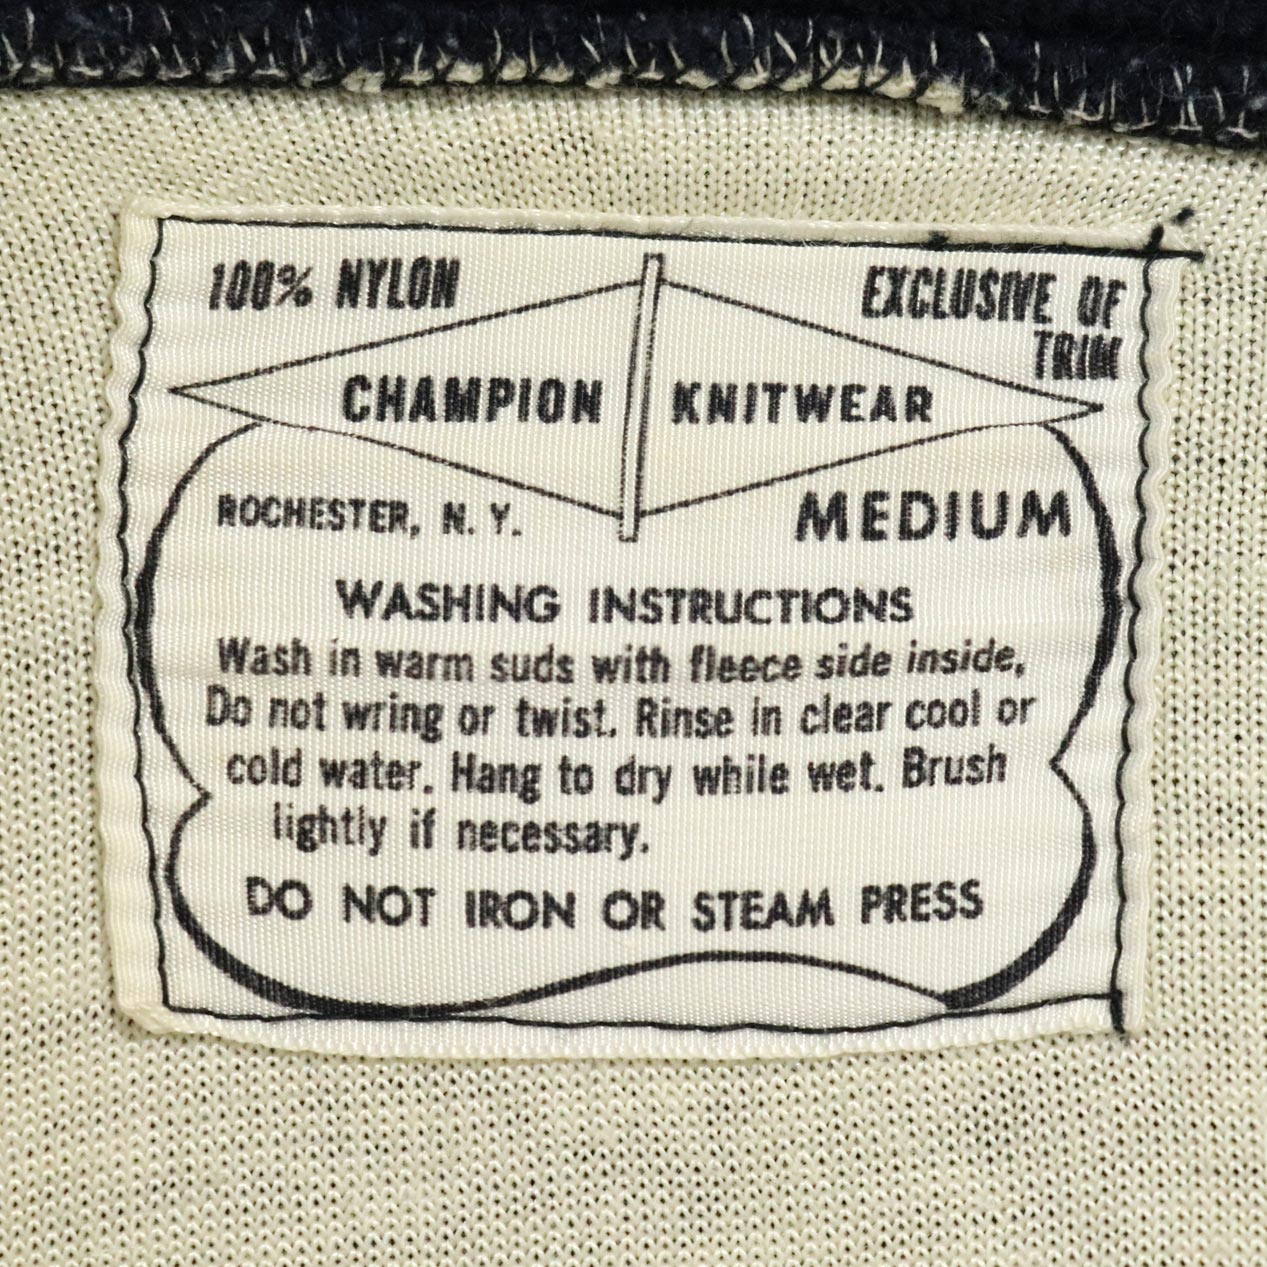 100% NYLON
EXCLUSIVE OF
TRIM
CHAMPION KNITWEAR
ROCHESTER, N. Y.
MEDIUM
WASHING INSTRUCTIONS
Wash in warm suds with fleece side inside,
Do not wring or twist. Rinse in clear cool or
cold water. Hang to dry while wet. Brush
lightly if necessary.
DO NOT IRON OR STEAM PRESS